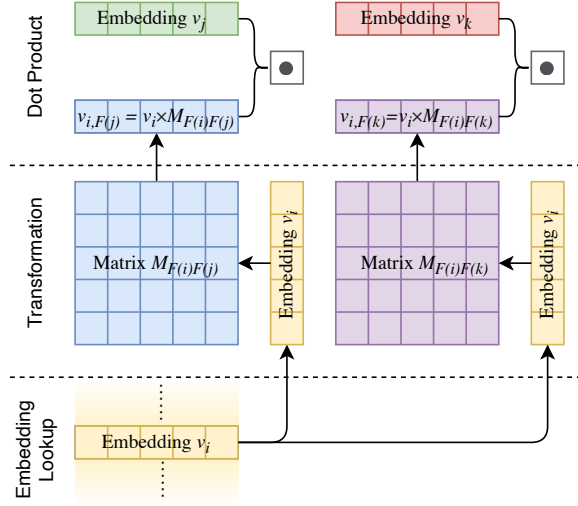 Dot Product
Embedding v_j
Embedding v_k
v_{i,F(j)} = v_i×M_{F(i)F(j)}
v_{i,F(k)}=v_i×M_{F(i)F(k)}
Transformation
Matrix M_{F(i)F(j)}
Embedding v_i
Matrix M_{F(i)F(k)}
Embedding v_i
Embedding
Lookup
Embedding v_i